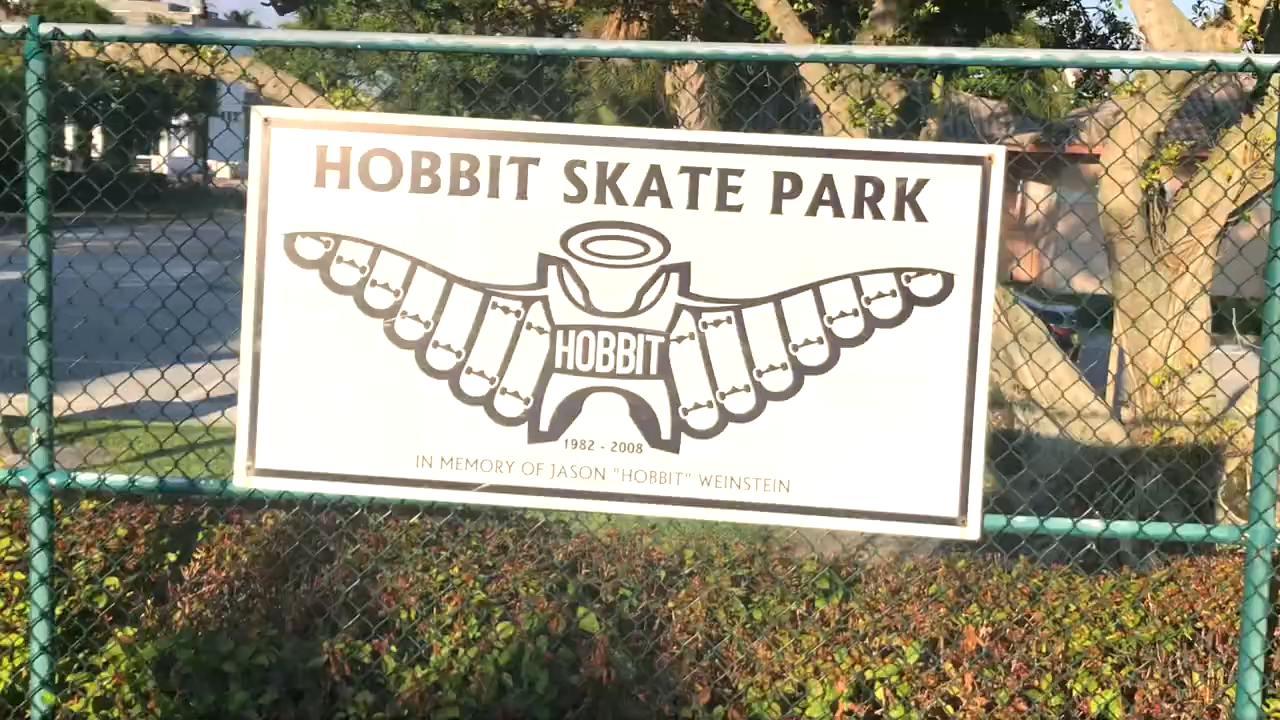 HOBBIT SKATE PARK
HOBBIT
1982 - 2008
IN MEMORY OF JASON "HOBBIT" WEINSTEIN